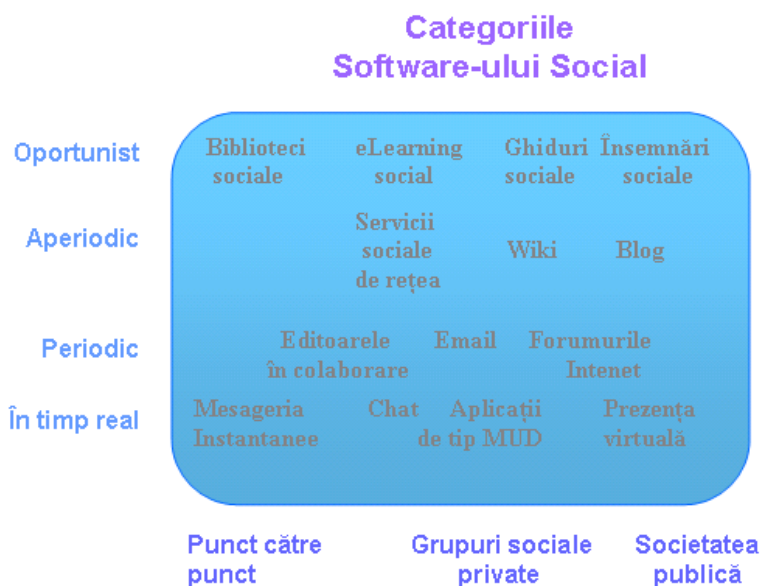 Categoriile
Software-ului Social
Oportunist
Biblioteci eLearning Ghiduri Însemnări
sociale social sociale sociale
Aperiodic
Servicii
sociale Wiki Blog
de rețea
Periodic
Editoarele Email Forumurile
în colaborare Intenet
În timp real
Mesageria Chat Aplicații Prezența
Instantanee de tip MUD virtuală
Punct către Grupuri sociale Societatea
punct private publică